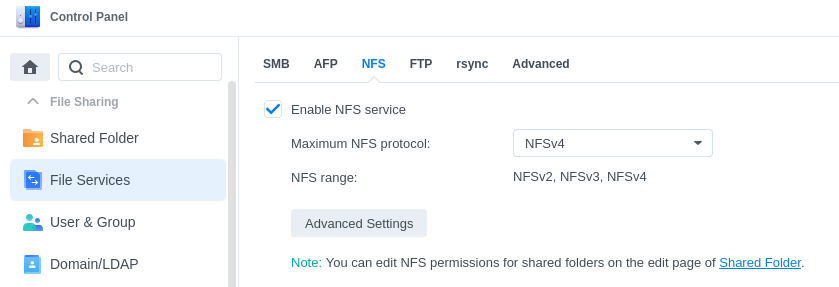 Control Panel
Search
File Sharing
Shared Folder
File Services
User & Group
Domain/LDAP
SMB AFP NFS FTP rsync Advanced
Enable NFS service
Maximum NFS protocol: NFSv4
NFS range: NFSv2, NFSv3, NFSv4
Advanced Settings
Note: You can edit NFS permissions for shared folders on the edit page of Shared Folder.